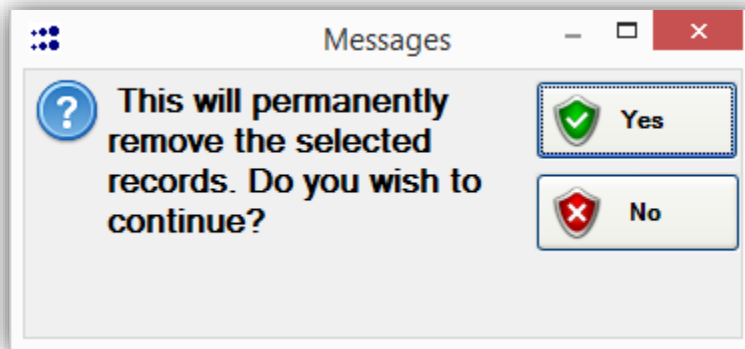 Messages
This will permanently
remove the selected
records. Do you wish to
continue?
Yes
No